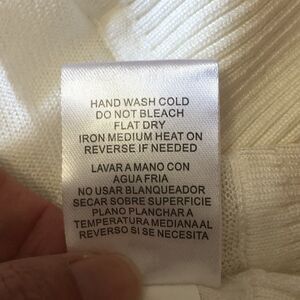 HAND WASH COLD
DO NOT BLEACH
FLAT DRY
IRON MEDIUM HEAT ON
REVERSE IF NEEDED
LAVAR A MANO CON
AGUA FRIA
NO USAR BLANQUEADOR
SECAR SOBRE SUPERFICIE
PLANO PLANCHAR A
TEMPERATURA MEDIANA AL
REVERSO SI SE NECESITA